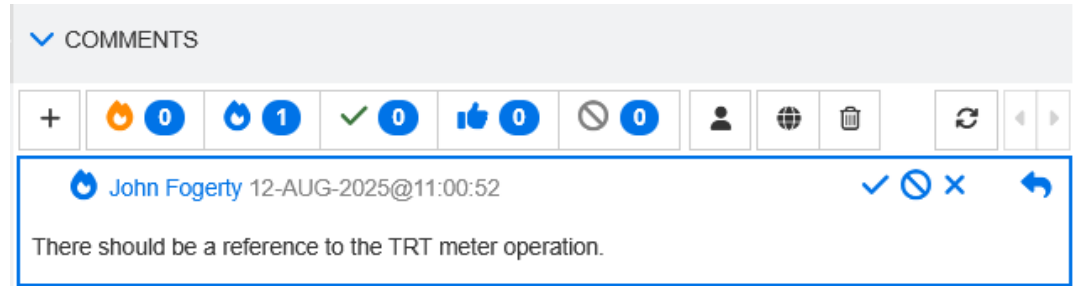 COMMENTS
0 1 0 0 0
John Fogerty 12-AUG-2025@11:00:52
There should be a reference to the TRT meter operation.